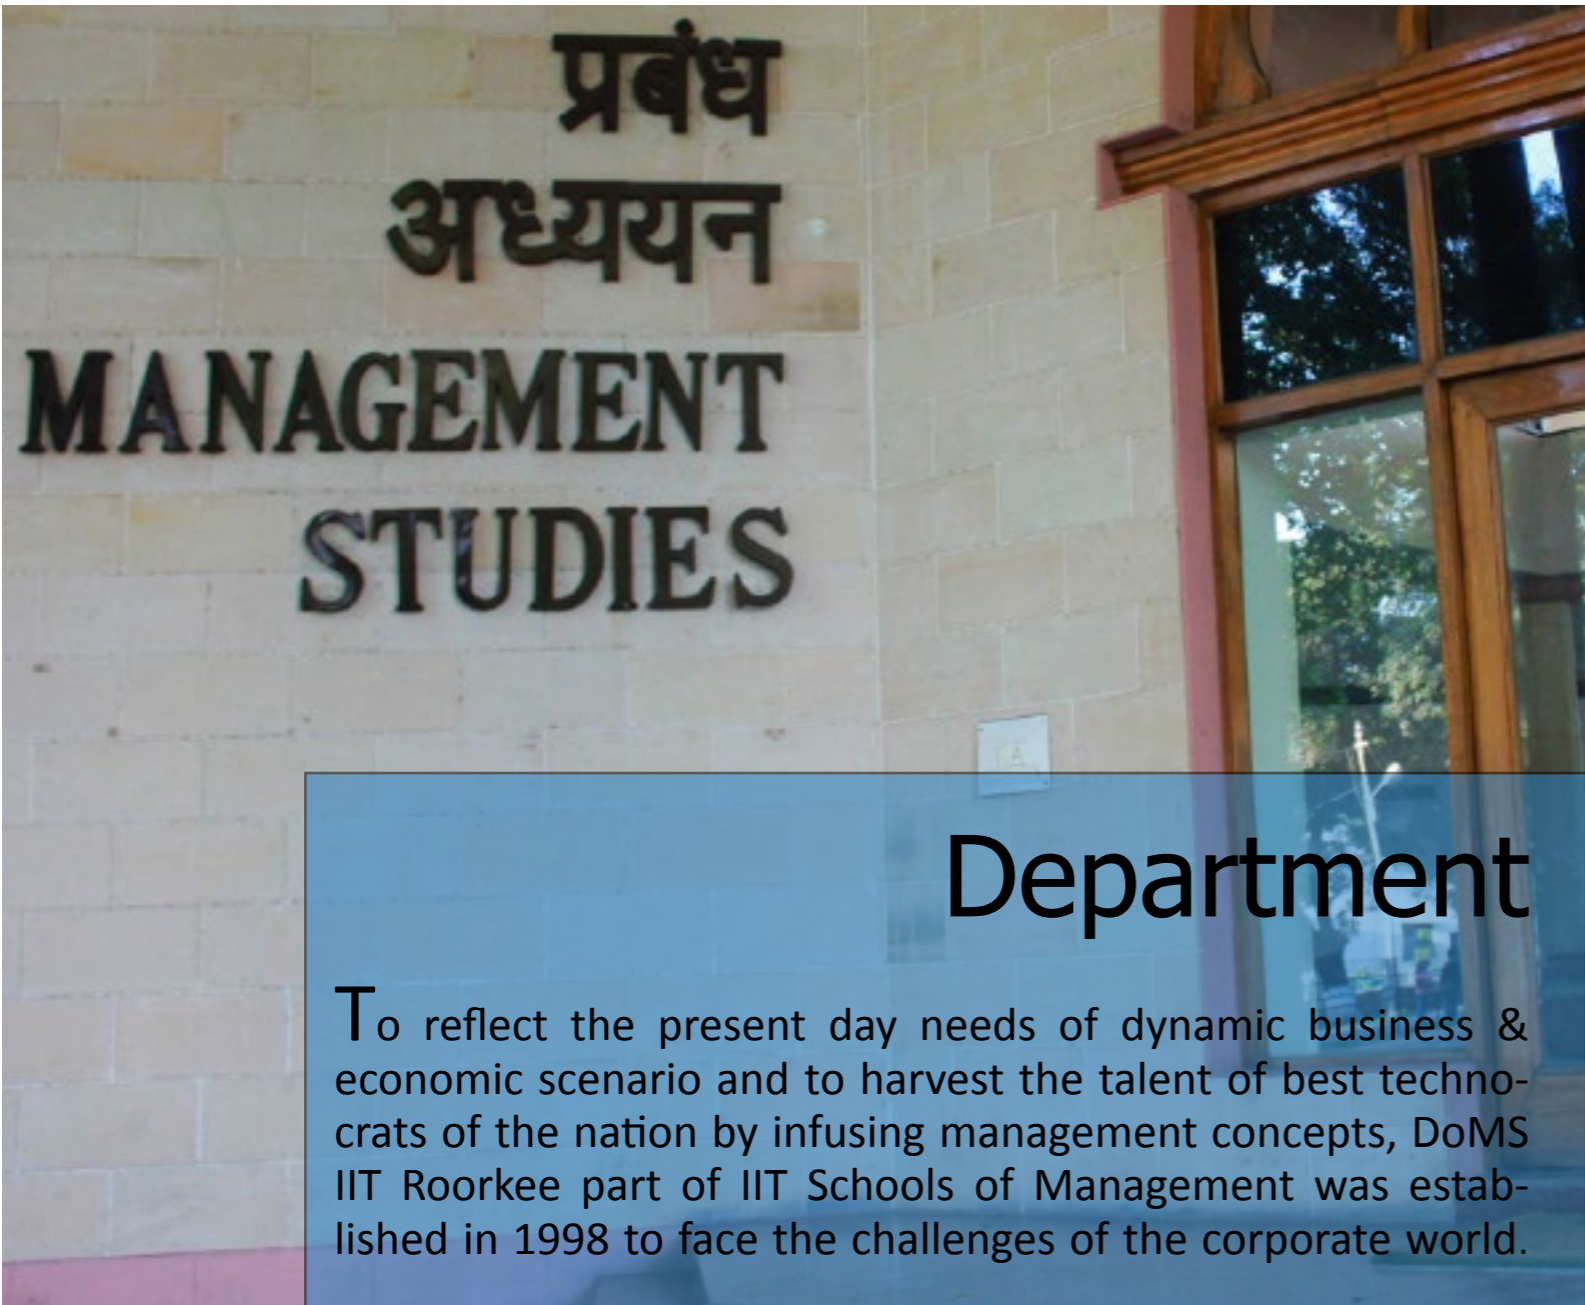 प्रबंध
अध्ययन
MANAGEMENT
STUDIES
Department
To reflect the present day needs of dynamic business &
economic scenario and to harvest the talent of best techno-
crats of the nation by infusing management concepts, DoMS
IIT Roorkee part of IIT Schools of Management was estab-
lished in 1998 to face the challenges of the corporate world.